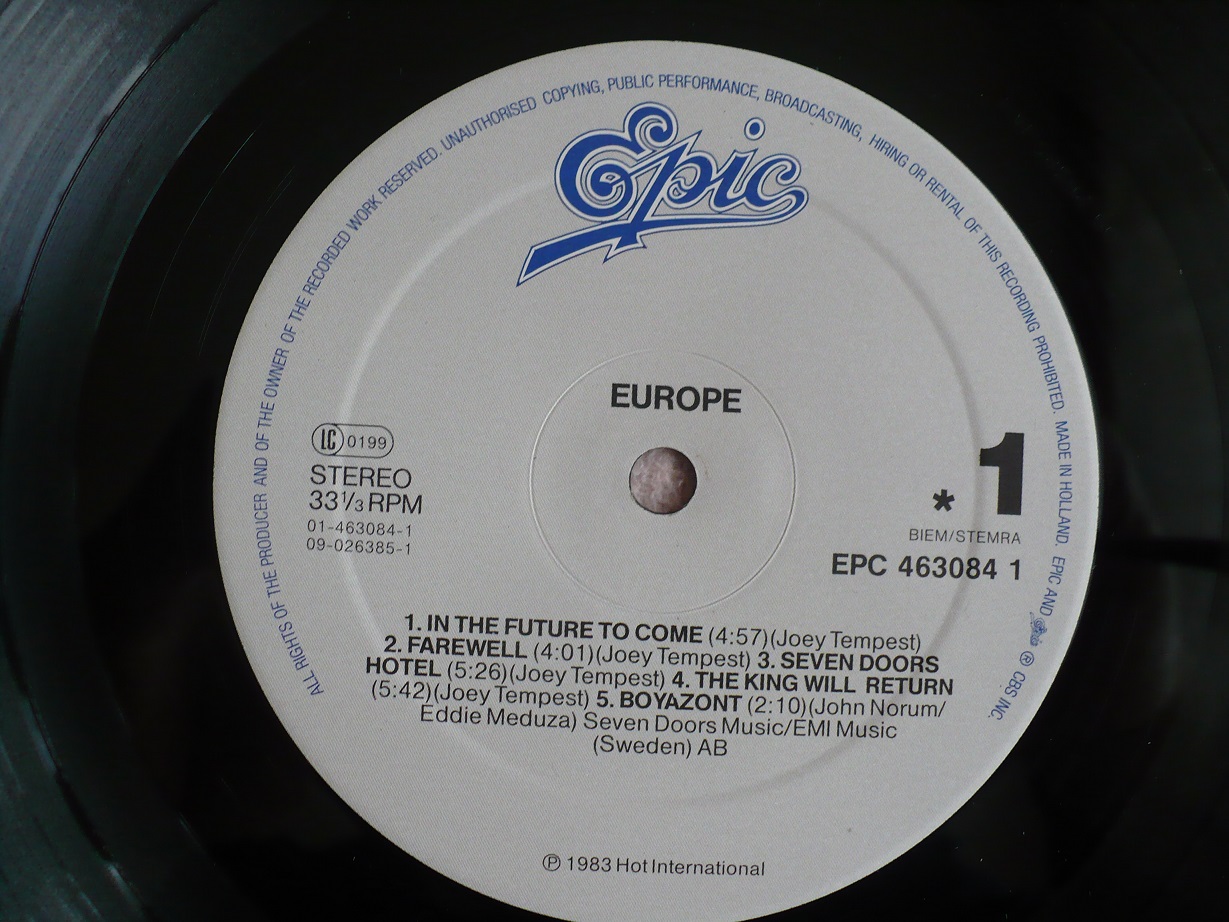 ALL RIGHTS OF THE PRODUCER AND OF THE OWNER OF THE RECORDED WORK RESERVED. UNAUTHORISED COPYING, PUBLIC PERFORMANCE, BROADCASTING, HIRING OR RENTAL OF THIS RECORDING PROHIBITED. MADE IN HOLLAND. EPIC AND Epic ® CBS INC.
Epic
EUROPE
LC 0199
STEREO
33⅓ RPM
01-463084-1
09-026385-1
* 1
BIEM/STEMRA
EPC 463084 1
1. IN THE FUTURE TO COME (4:57)(Joey Tempest)
2. FAREWELL (4:01)(Joey Tempest) 3. SEVEN DOORS
HOTEL (5:26)(Joey Tempest) 4. THE KING WILL RETURN
(5:42)(Joey Tempest) 5. BOYAZONT (2:10)(John Norum/
Eddie Meduza) Seven Doors Music/EMI Music
(Sweden) AB
℗ 1983 Hot International